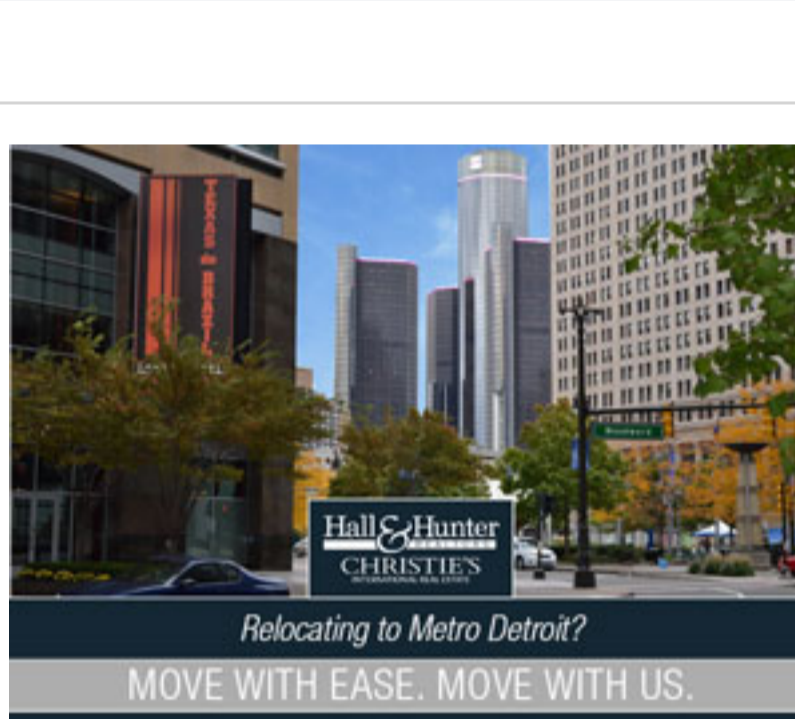 TEXAS de BRAZIL
Woodward
Hall & Hunter
REALTORS
CHRISTIE'S
INTERNATIONAL REAL ESTATE
Relocating to Metro Detroit?
MOVE WITH EASE. MOVE WITH US.